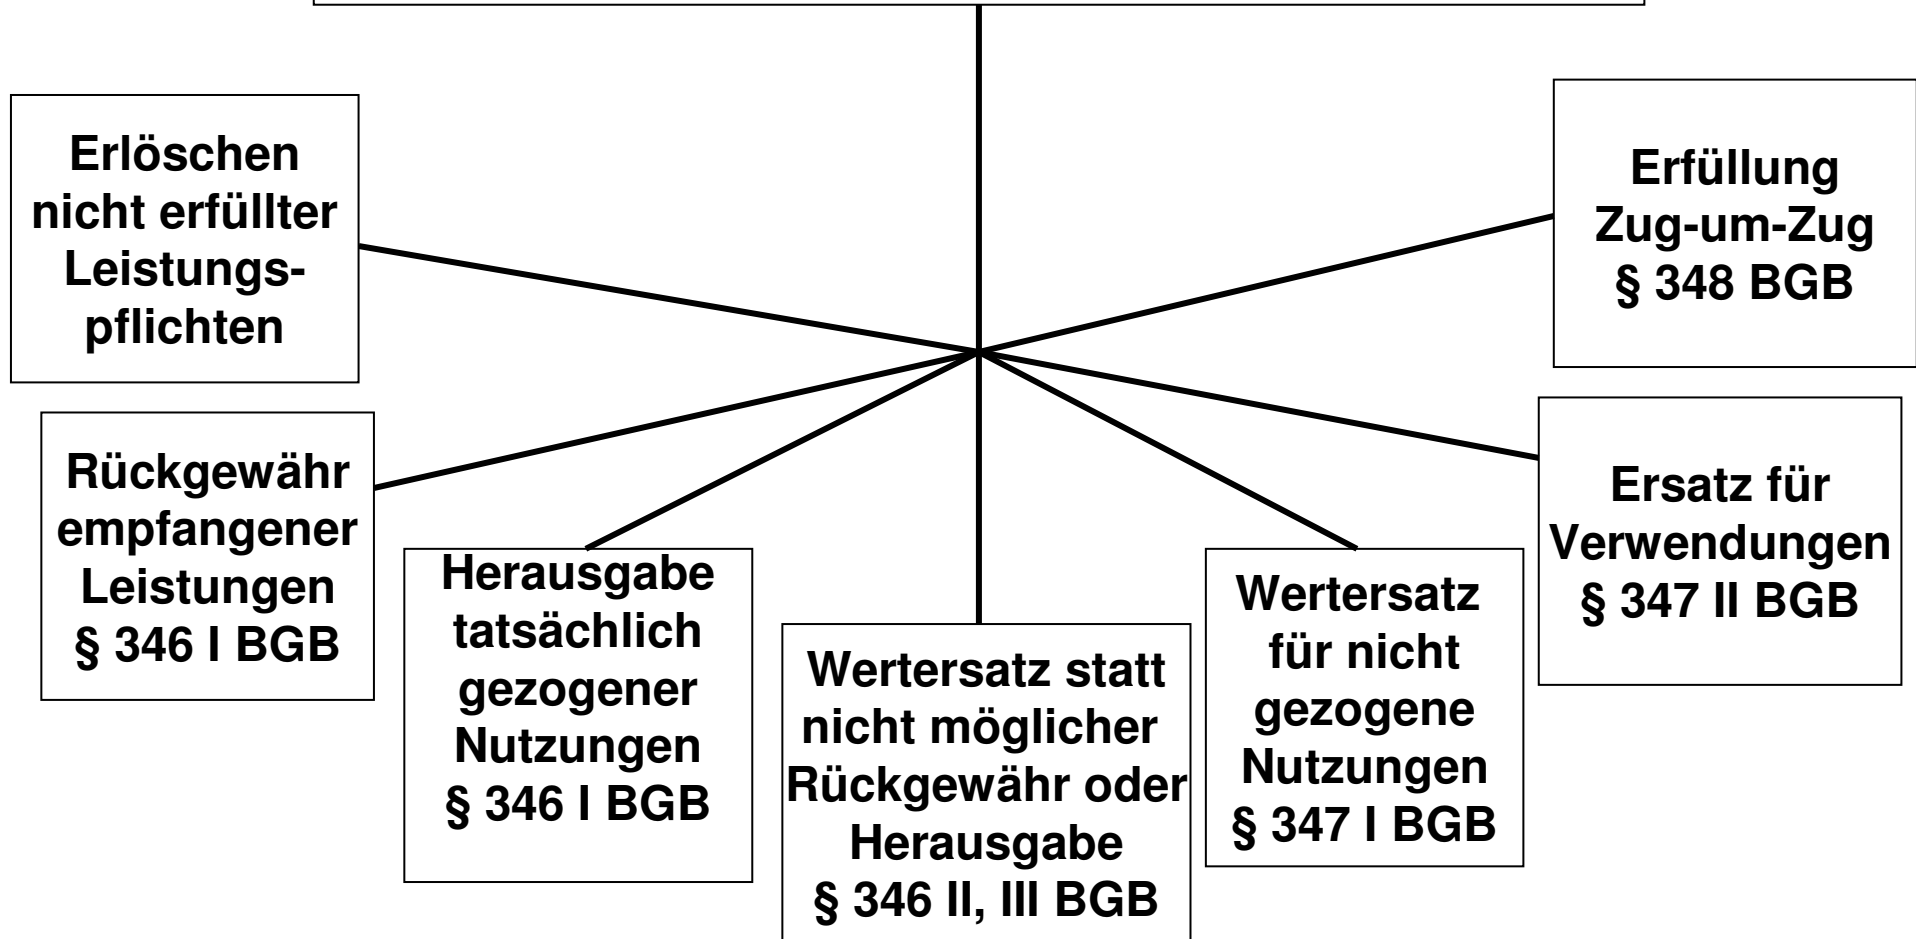 Erlöschen
nicht erfüllter
Leistungs-
pflichten
Erfüllung
Zug-um-Zug
§ 348 BGB
Rückgewähr
empfangener
Leistungen
§ 346 I BGB
Herausgabe
tatsächlich
gezogener
Nutzungen
§ 346 I BGB
Wertersatz statt
nicht möglicher
Rückgewähr oder
Herausgabe
§ 346 II, III BGB
Wertersatz
für nicht
gezogene
Nutzungen
§ 347 I BGB
Ersatz für
Verwendungen
§ 347 II BGB